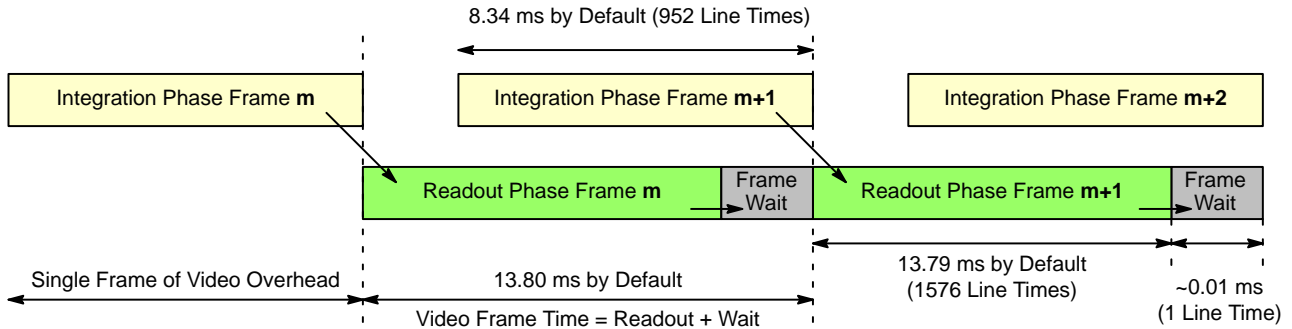 8.34 ms by Default (952 Line Times)
Integration Phase Frame m
Integration Phase Frame m+1
Integration Phase Frame m+2
Readout Phase Frame m
Frame
Wait
Readout Phase Frame m+1
Frame
Wait
Single Frame of Video Overhead
13.80 ms by Default
Video Frame Time = Readout + Wait
13.79 ms by Default
(1576 Line Times)
~0.01 ms
(1 Line Time)